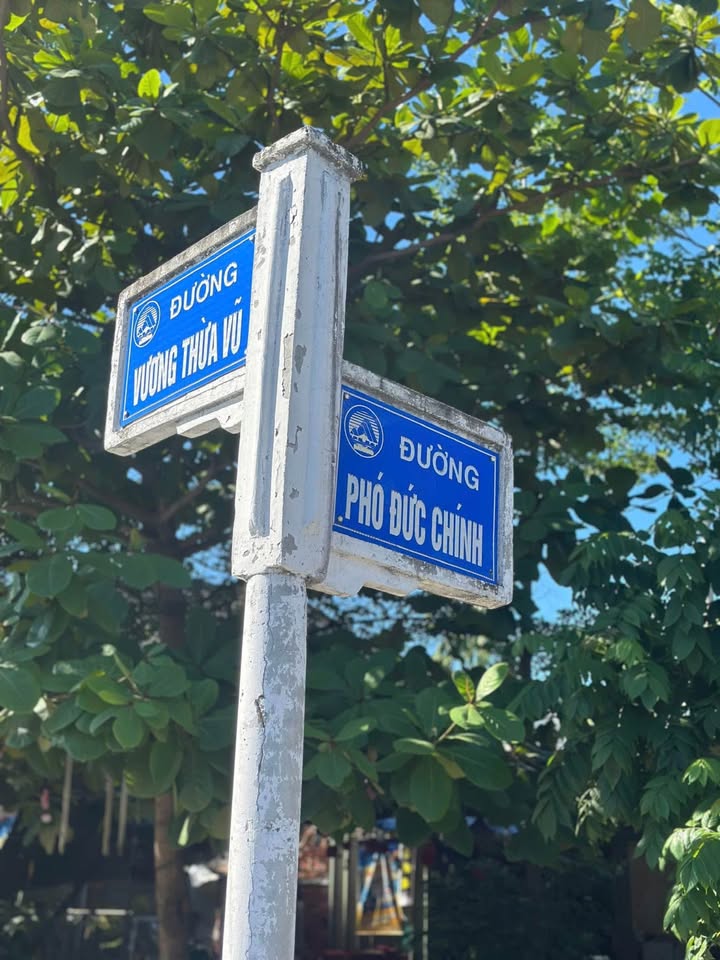 ĐƯỜNG
VƯƠNG THỪA VŨ
ĐƯỜNG
PHÓ ĐỨC CHÍNH